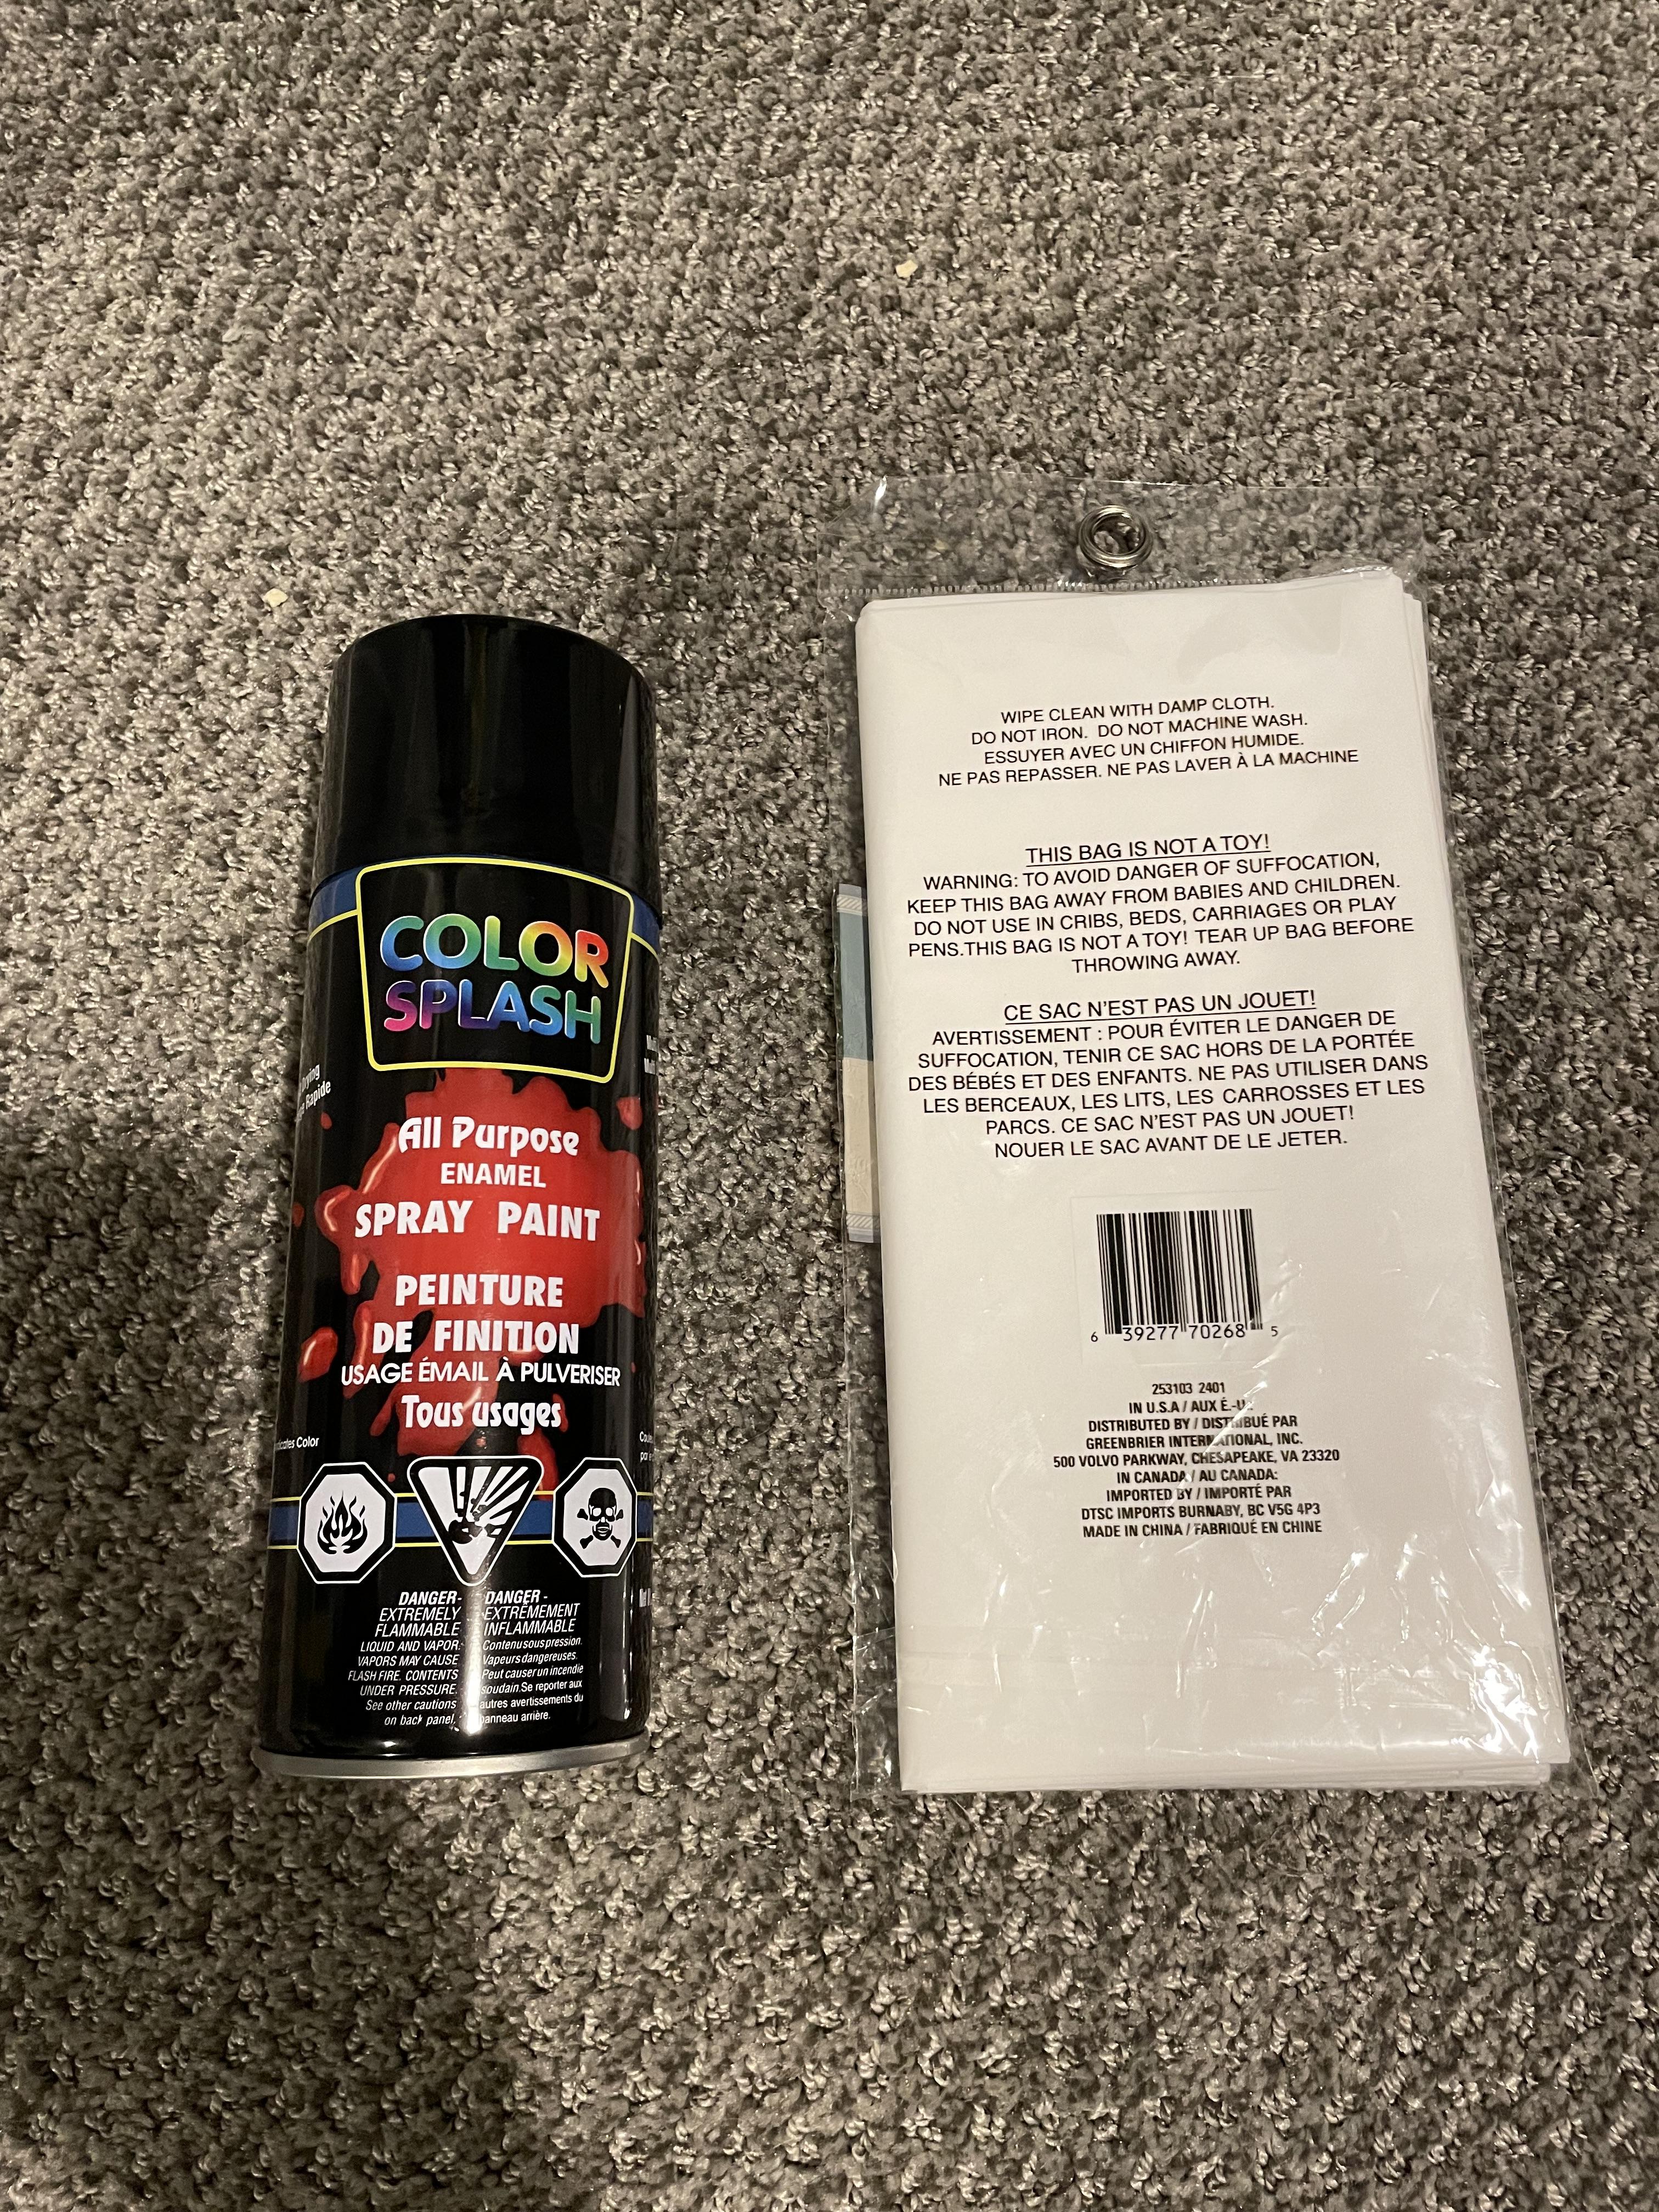 COLOR
SPLASH
Drying
Rapide
All Purpose
ENAMEL
SPRAY PAINT
PEINTURE
DE FINITION
USAGE ÉMAIL À PULVERISER
Tous usages
Color
DANGER-
EXTREMELY
FLAMMABLE
LIQUID AND VAPOR.
VAPORS MAY CAUSE
FLASH FIRE. CONTENTS
UNDER PRESSURE.
See other cautions
on back panel.
DANGER -
EXTRÊMEMENT
INFLAMMABLE
Contenu sous pression.
Vapeurs dangereuses.
Peut causer un incendie
soudain. Se reporter aux
autres avertissements du
panneau arrière.
WIPE CLEAN WITH DAMP CLOTH.
DO NOT IRON. DO NOT MACHINE WASH.
ESSUYER AVEC UN CHIFFON HUMIDE.
NE PAS REPASSER. NE PAS LAVER À LA MACHINE
THIS BAG IS NOT A TOY!
WARNING: TO AVOID DANGER OF SUFFOCATION,
KEEP THIS BAG AWAY FROM BABIES AND CHILDREN.
DO NOT USE IN CRIBS, BEDS, CARRIAGES OR PLAY
PENS.THIS BAG IS NOT A TOY! TEAR UP BAG BEFORE
THROWING AWAY.
CE SAC N'EST PAS UN JOUET!
AVERTISSEMENT : POUR ÉVITER LE DANGER DE
SUFFOCATION, TENIR CE SAC HORS DE LA PORTÉE
DES BÉBÉS ET DES ENFANTS. NE PAS UTILISER DANS
LES BERCEAUX, LES LITS, LES CARROSSES ET LES
PARCS. CE SAC N'EST PAS UN JOUET!
NOUER LE SAC AVANT DE LE JETER.
6 39277 70268 5
253103 2401
IN U.S.A / AUX É.-U.
DISTRIBUTED BY / DISTRIBUÉ PAR
GREENBRIER INTERNATIONAL, INC.
500 VOLVO PARKWAY, CHESAPEAKE, VA 23320
IN CANADA / AU CANADA:
IMPORTED BY / IMPORTÉ PAR
DTSC IMPORTS BURNABY, BC V5G 4P3
MADE IN CHINA / FABRIQUÉ EN CHINE